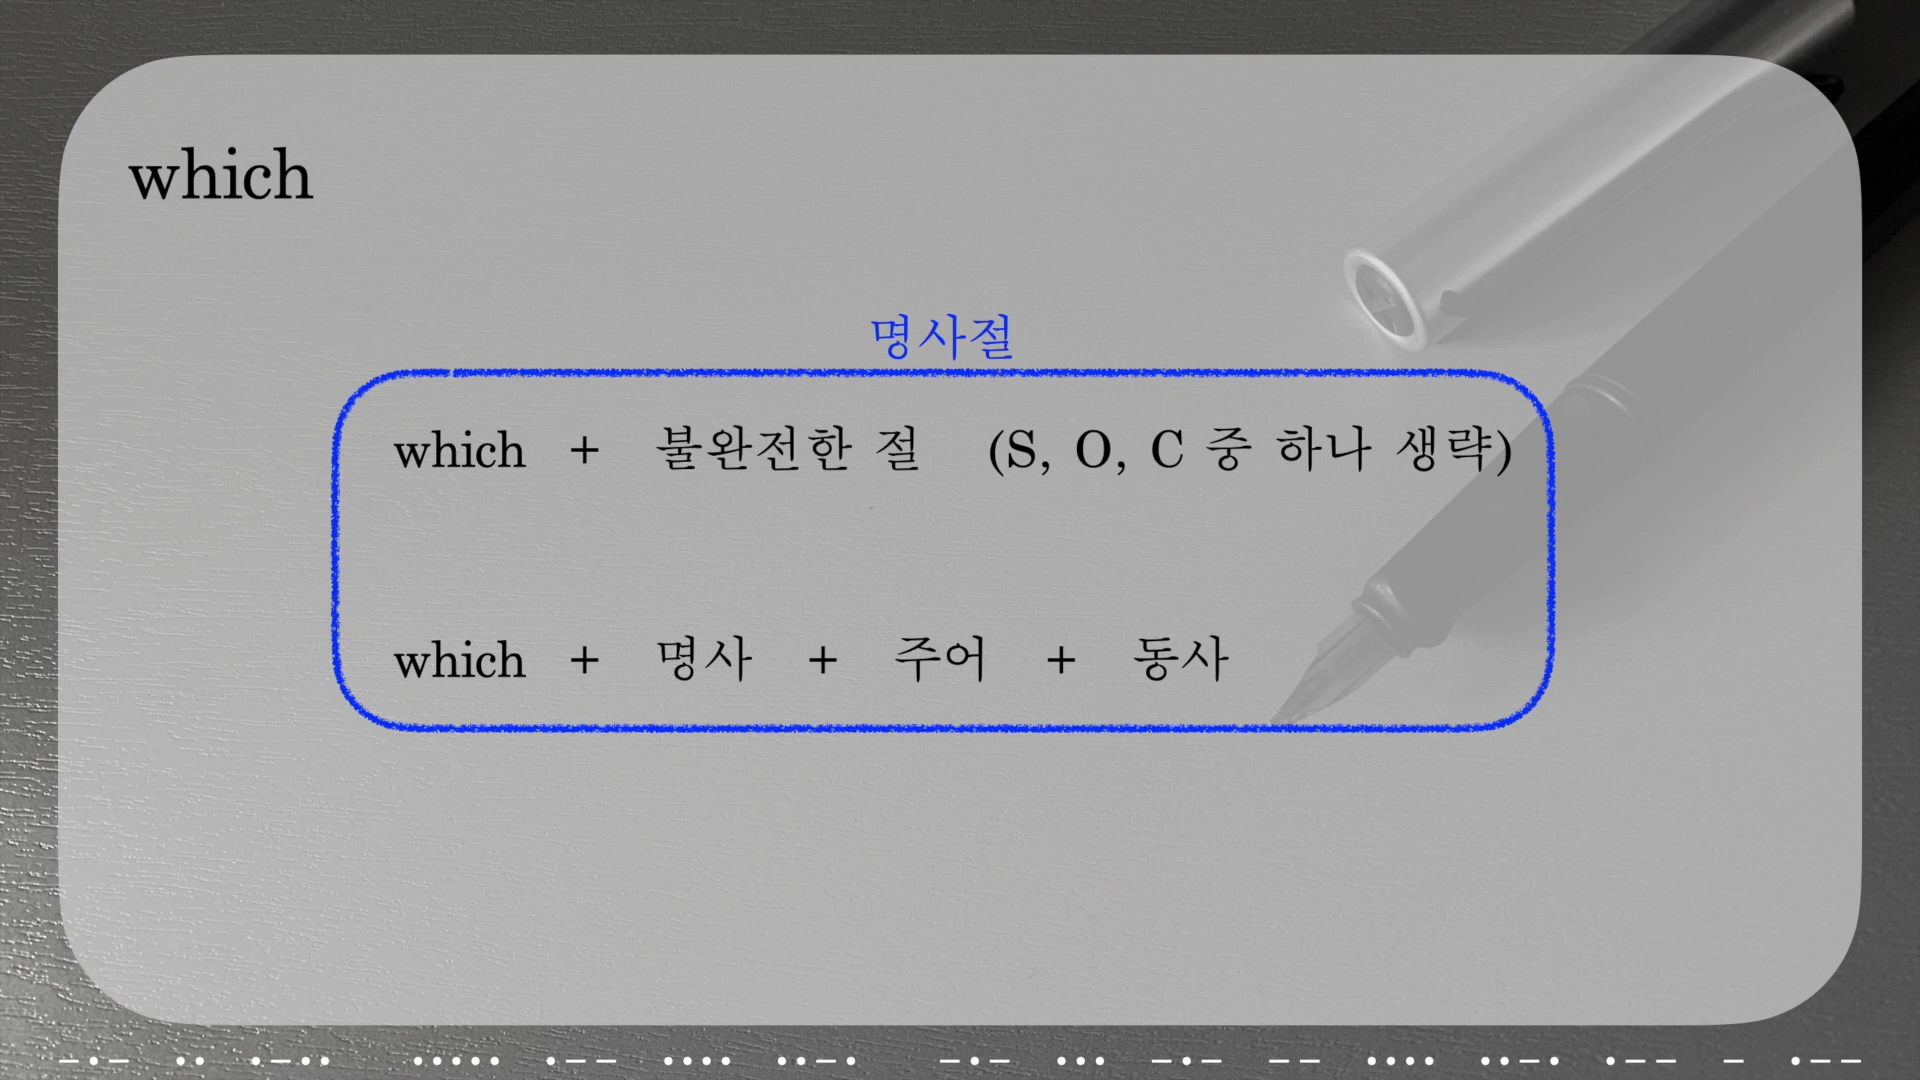 which
명사절
which + 불완전한 절 (S, O, C 중 하나 생략)
which + 명사 + 주어 + 동사